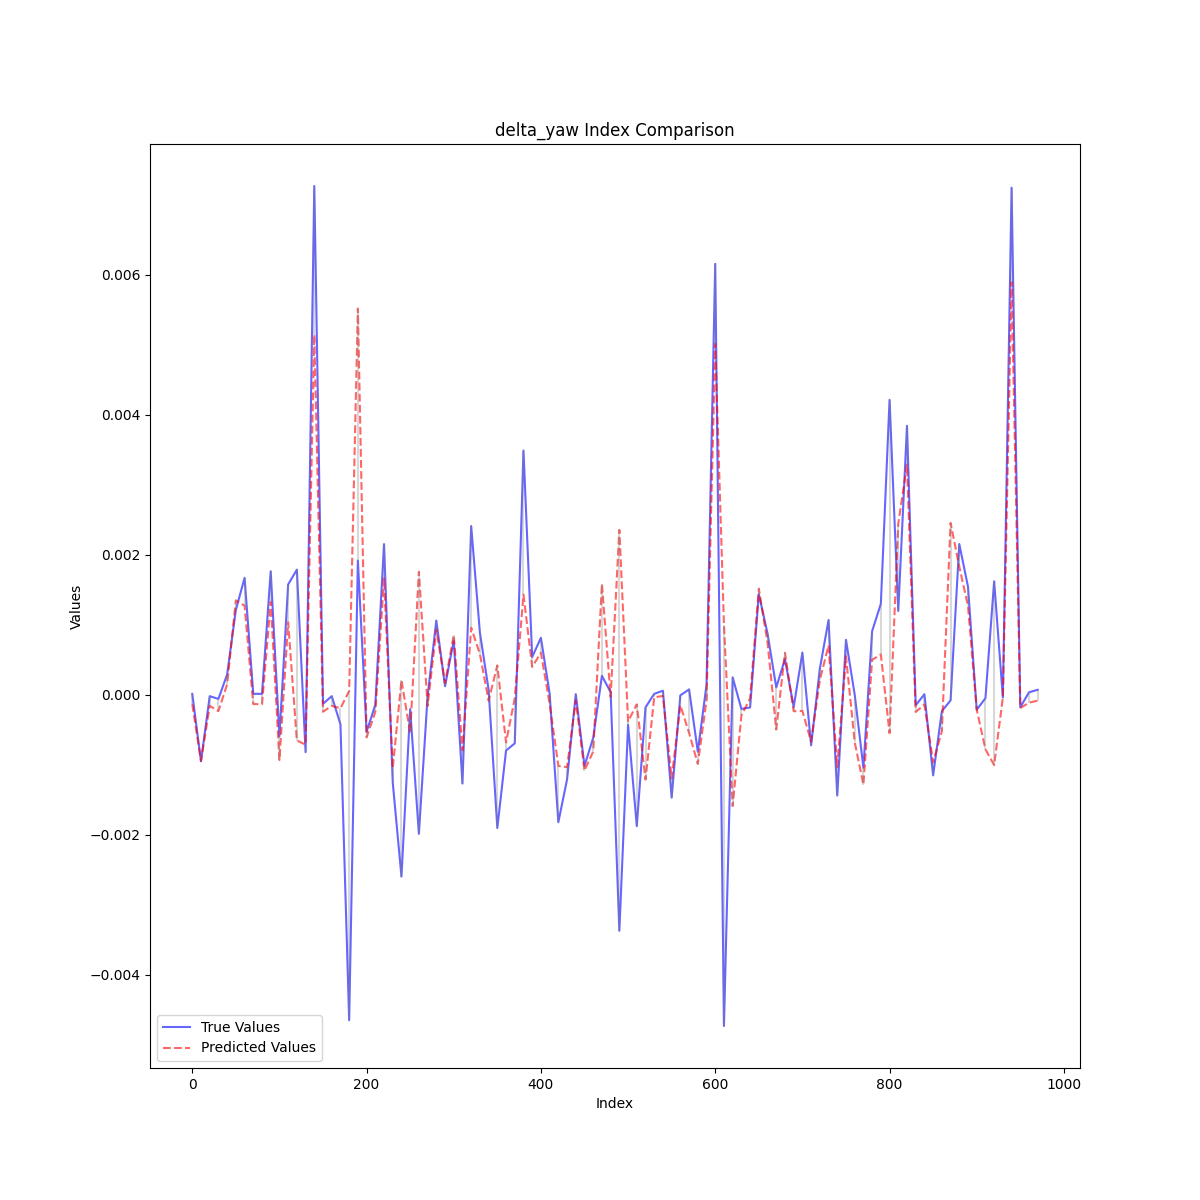 delta_yaw Index Comparison
Values
0.006
0.004
0.002
0.000
−0.002
−0.004
True Values
Predicted Values
0
200
400
600
800
1000
Index